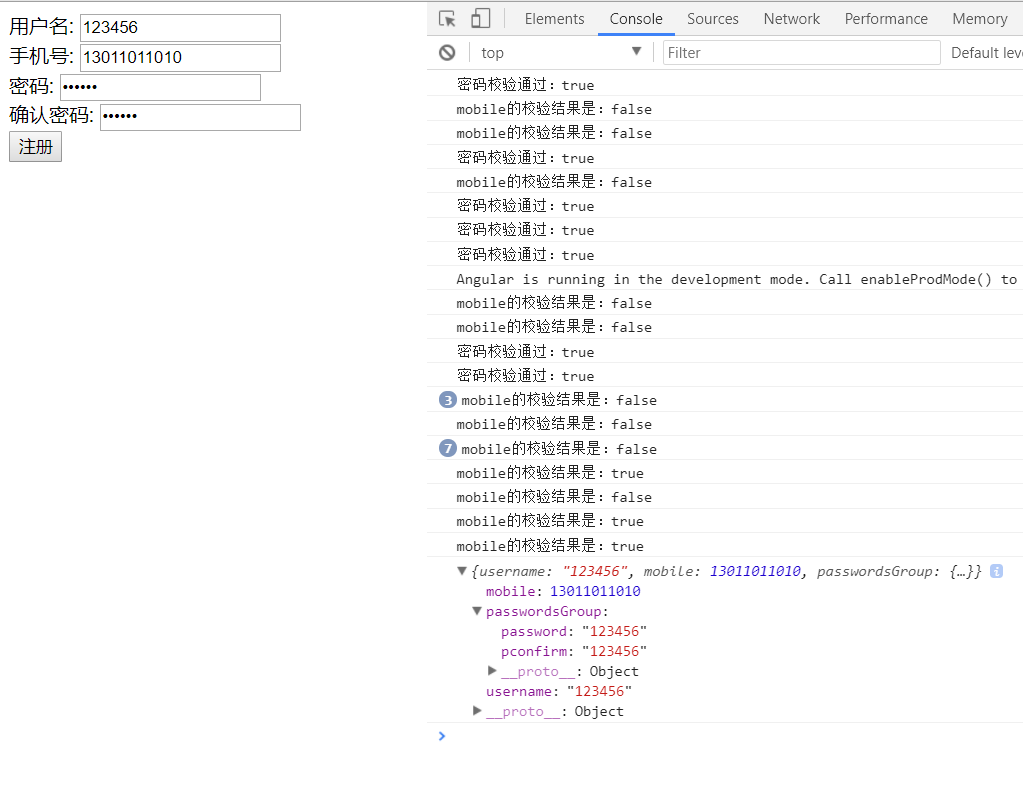 用户名: 123456
手机号: 13011011010
密码: ••••••
确认密码: ••••••
注册
Elements Console Sources Network Performance Memory
top Filter Default leve
密码校验通过：true
mobile的校验结果是：false
mobile的校验结果是：false
密码校验通过：true
mobile的校验结果是：false
密码校验通过：true
密码校验通过：true
密码校验通过：true
Angular is running in the development mode. Call enableProdMode() to
mobile的校验结果是：false
mobile的校验结果是：false
密码校验通过：true
密码校验通过：true
3 mobile的校验结果是：false
mobile的校验结果是：false
7 mobile的校验结果是：false
mobile的校验结果是：true
mobile的校验结果是：false
mobile的校验结果是：true
mobile的校验结果是：true
▼{username: "123456", mobile: 13011011010, passwordsGroup: {…}} i
mobile: 13011011010
▼passwordsGroup:
password: "123456"
pconfirm: "123456"
▶__proto__: Object
username: "123456"
▶__proto__: Object